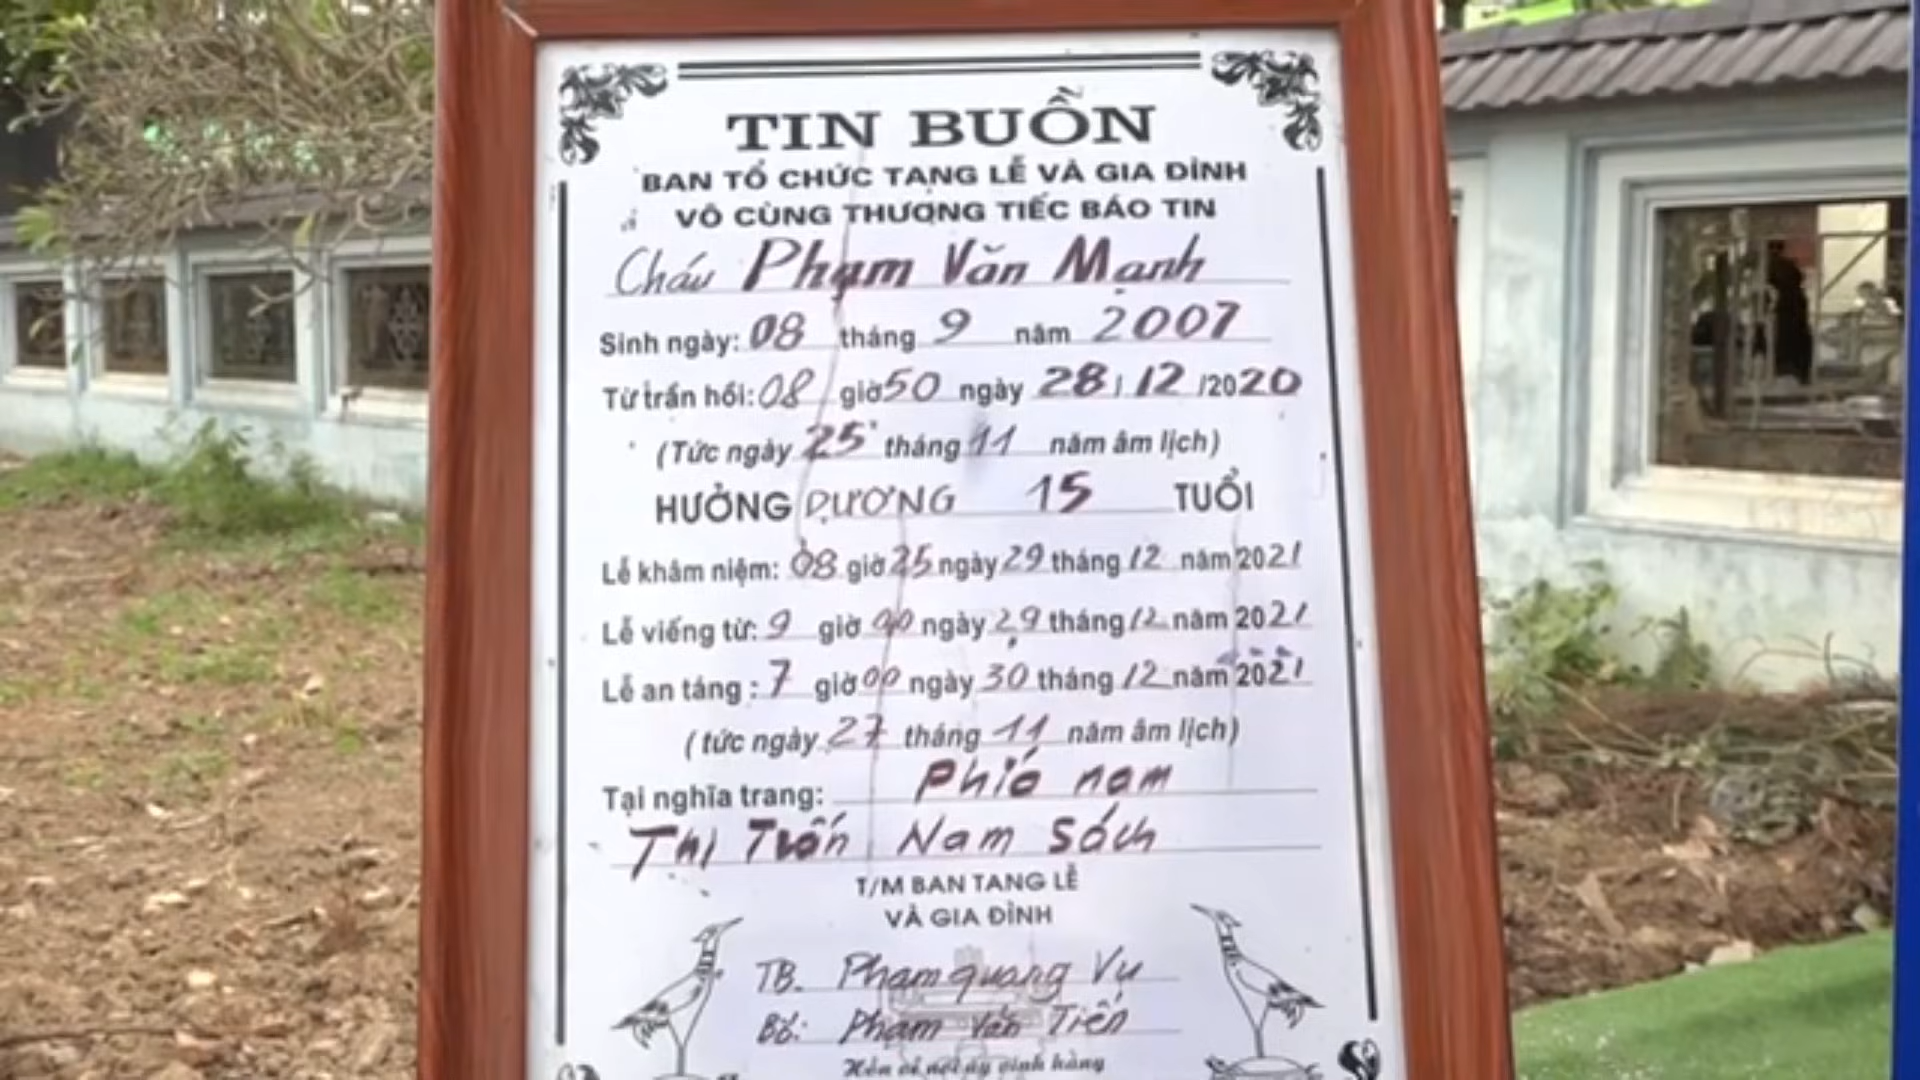 TIN BUỒN
BAN TỔ CHỨC TANG LỄ VÀ GIA ĐÌNH
VÔ CÙNG THƯƠNG TIẾC BÁO TIN
Cháu Phạm Văn Mạnh
Sinh ngày: 08 tháng 9 năm 2007
Từ trần hồi: 08 giờ 50 ngày 28/12/2020
(Tức ngày 25 tháng 11 năm âm lịch)
HƯỞNG DƯƠNG 15 TUỔI
Lễ khâm niệm: 08 giờ 25 ngày 29 tháng 12 năm 2021
Lễ viếng từ: 9 giờ 00 ngày 29 tháng 12 năm 2021
Lễ an táng: 7 giờ 00 ngày 30 tháng 12 năm 2021
(tức ngày 27 tháng 11 năm âm lịch)
Tại nghĩa trang: Phía nam
Thị Trấn Nam Sách
T/M BAN TANG LỄ
VÀ GIA ĐÌNH
TB. Phạm quang Vụ
Bố: Phạm Văn Tiến